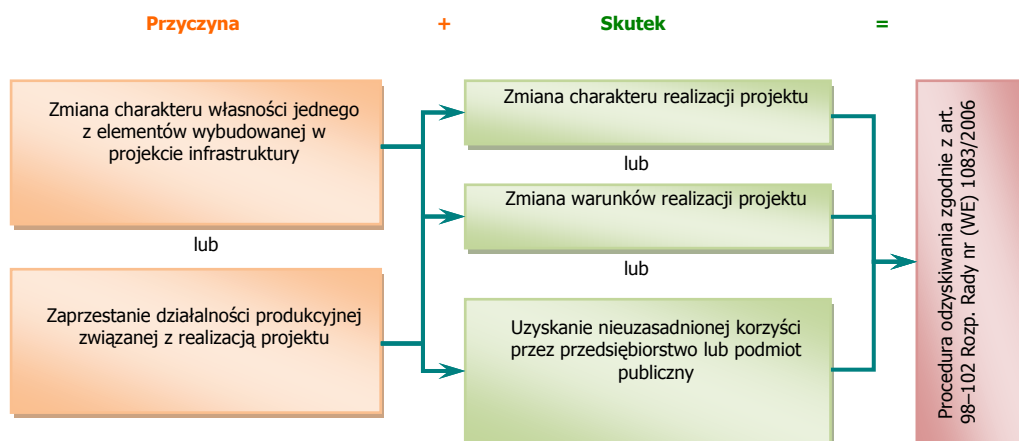 Przyczyna + Skutek =
Zmiana charakteru własności jednego
z elementów wybudowanej w
projekcie infrastruktury
lub
Zaprzestanie działalności produkcyjnej
związanej z realizacją projektu
Zmiana charakteru realizacji projektu
lub
Zmiana warunków realizacji projektu
lub
Uzyskanie nieuzasadnionej korzyści
przez przedsiębiorstwo lub podmiot
publiczny
Procedura odzyskiwania zgodnie z art.
98–102 Rozp. Rady nr (WE) 1083/2006